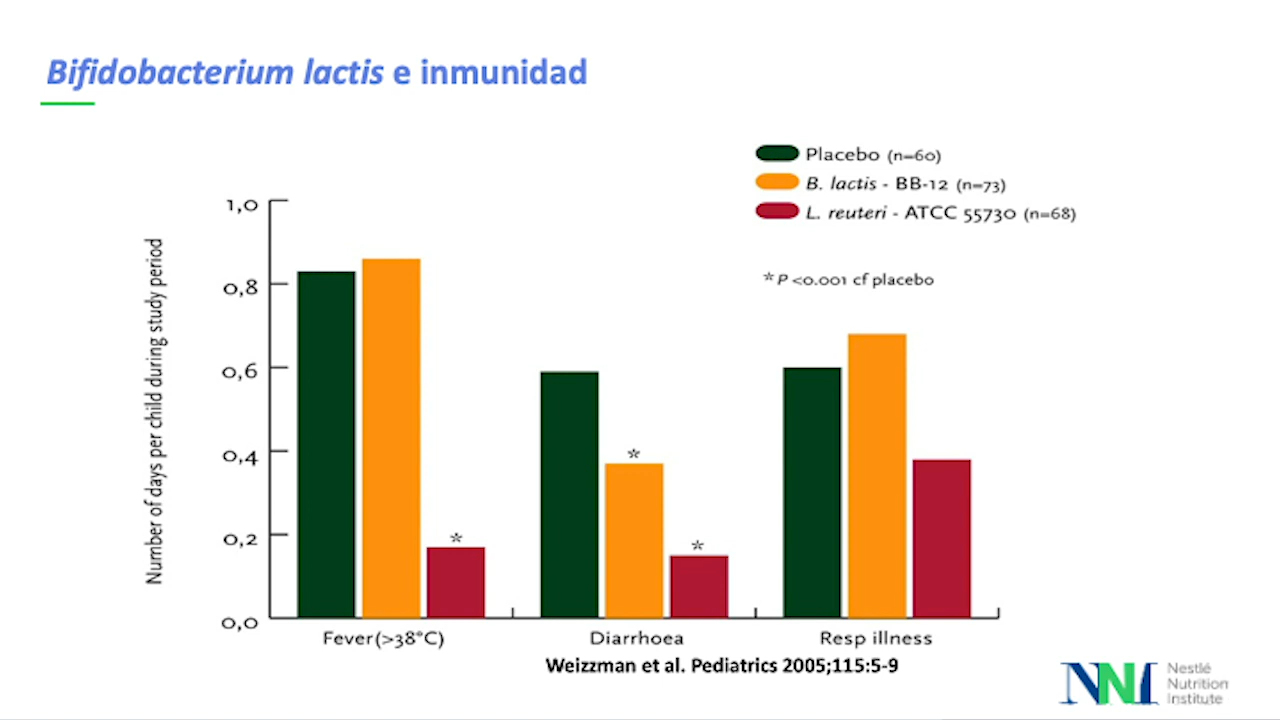 Bifidobacterium lactis e inmunidad
Placebo (n=60)
B. lactis - BB-12 (n=73)
L. reuteri - ATCC 55730 (n=68)
*P <0.001 cf placebo
Number of days per child during study period
1,0
0,8
0,6
0,4
0,2
0,0
*
*
*
Fever(>38°C)
Diarrhoea
Resp illness
Weizzman et al. Pediatrics 2005;115:5-9
NNI
Nestlé
Nutrition
Institute